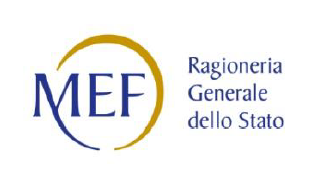 MEF
Ragioneria
Generale
dello Stato